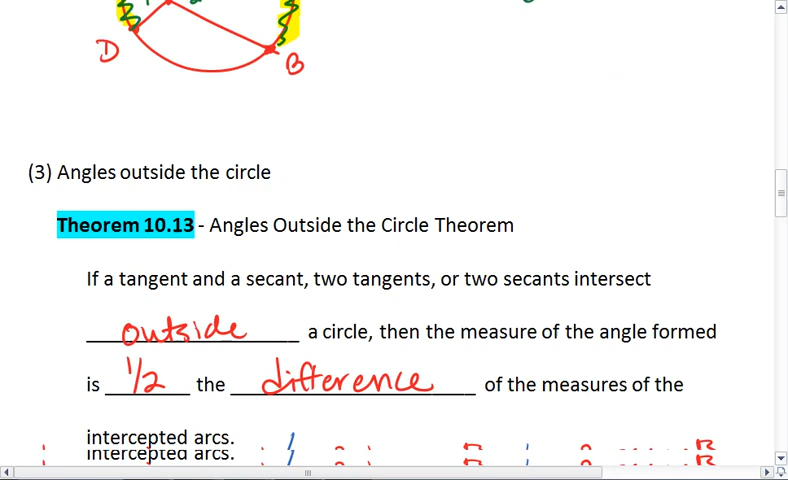 D
B
(3) Angles outside the circle
Theorem 10.13 - Angles Outside the Circle Theorem
If a tangent and a secant, two tangents, or two secants intersect
outside a circle, then the measure of the angle formed
is 1/2 the difference of the measures of the
intercepted arcs.
intercepted arcs.